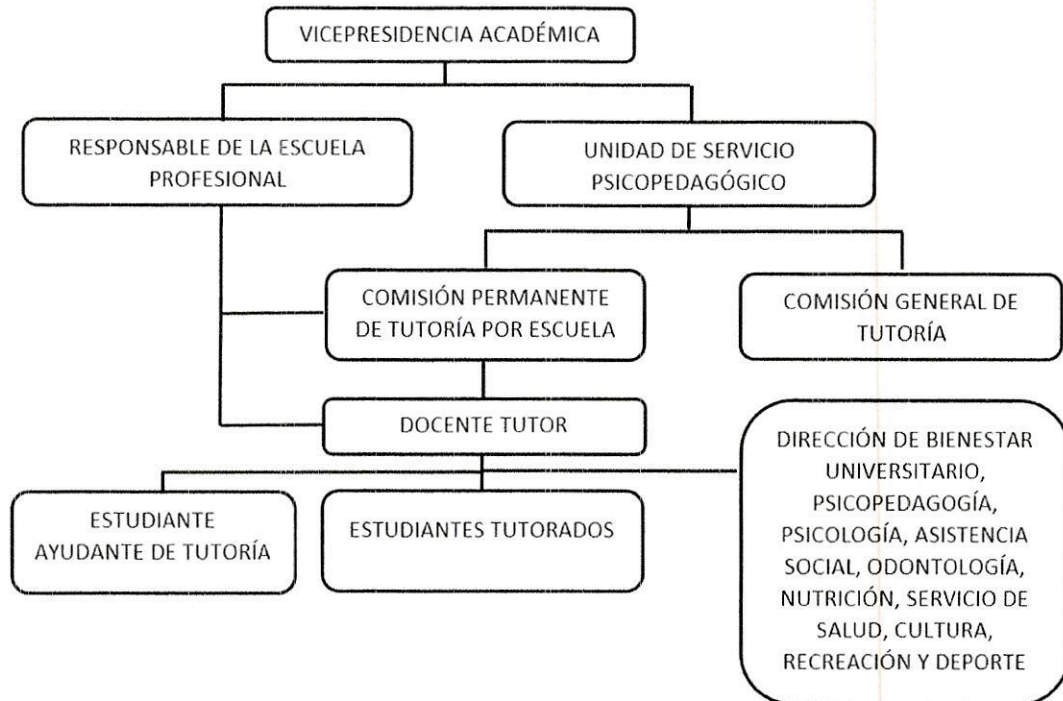 VICEPRESIDENCIA ACADÉMICA
RESPONSABLE DE LA ESCUELA
PROFESIONAL
UNIDAD DE SERVICIO
PSICOPEDAGÓGICO
COMISIÓN PERMANENTE
DE TUTORÍA POR ESCUELA
COMISIÓN GENERAL DE
TUTORÍA
DOCENTE TUTOR
ESTUDIANTE
AYUDANTE DE TUTORÍA
ESTUDIANTES TUTORADOS
DIRECCIÓN DE BIENESTAR
UNIVERSITARIO,
PSICOPEDAGOGÍA,
PSICOLOGÍA, ASISTENCIA
SOCIAL, ODONTOLOGÍA,
NUTRICIÓN, SERVICIO DE
SALUD, CULTURA,
RECREACIÓN Y DEPORTE